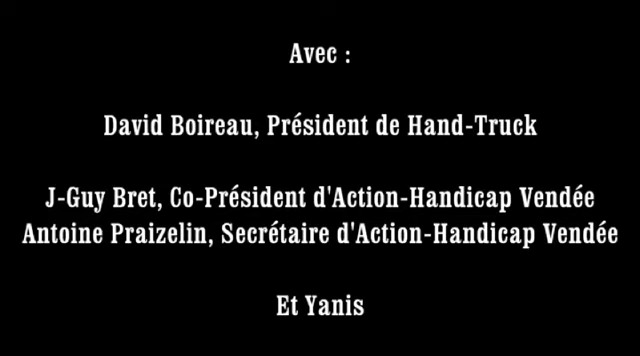 Avec :
David Boireau, Président de Hand-Truck
J-Guy Bret, Co-Président d'Action-Handicap Vendée
Antoine Praizelin, Secrétaire d'Action-Handicap Vendée
Et Yanis